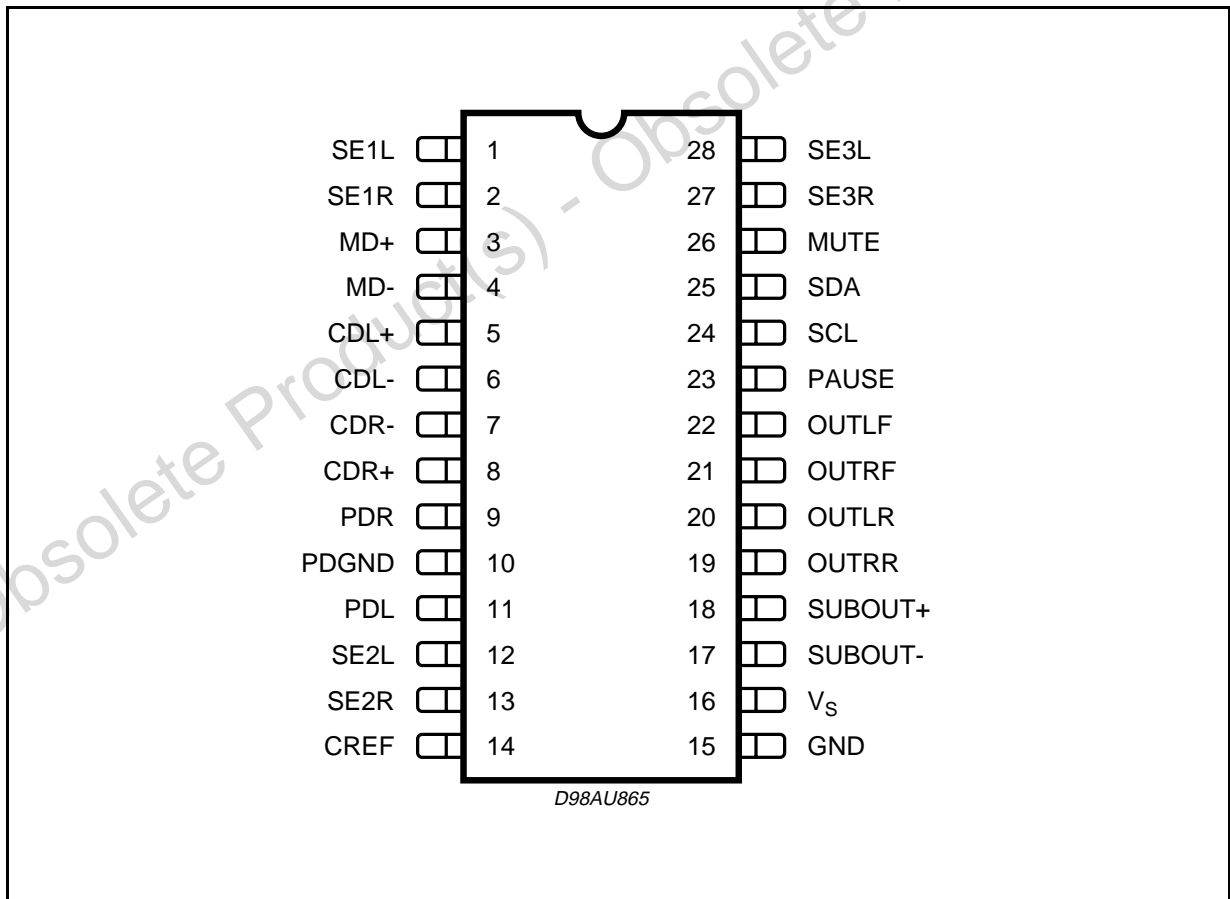 SE1L 1 28 SE3L
SE1R 2 27 SE3R
MD+ 3 26 MUTE
MD- 4 25 SDA
CDL+ 5 24 SCL
CDL- 6 23 PAUSE
CDR- 7 22 OUTLF
CDR+ 8 21 OUTRF
PDR 9 20 OUTLR
PDGND 10 19 OUTRR
PDL 11 18 SUBOUT+
SE2L 12 17 SUBOUT-
SE2R 13 16 VS
CREF 14 15 GND
D98AU865
Obsolete Product(s) - Obsolete